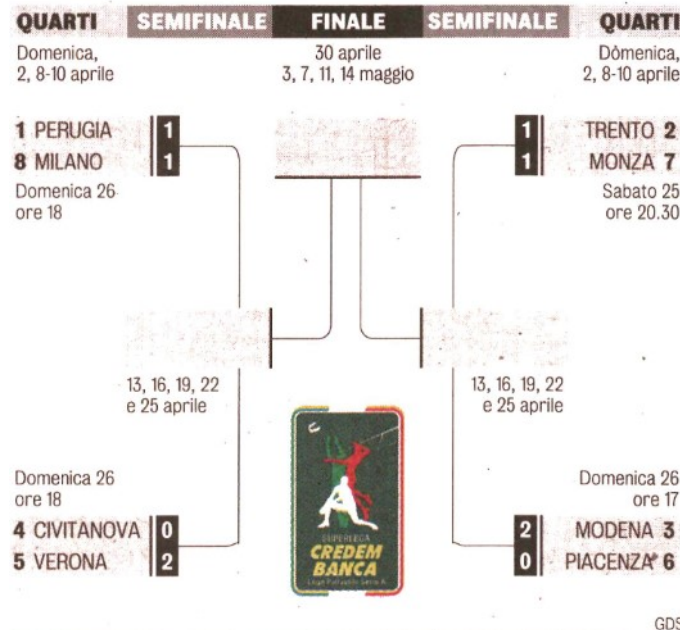 QUARTI SEMIFINALE FINALE SEMIFINALE QUARTI
Domenica,
2, 8-10 aprile
30 aprile
3, 7, 11, 14 maggio
Domenica,
2, 8-10 aprile
1 PERUGIA 1
8 MILANO 1
Domenica 26
ore 18
1 TRENTO 2
1 MONZA 7
Sabato 25
ore 20.30
13, 16, 19, 22
e 25 aprile
13, 16, 19, 22
e 25 aprile
Domenica 26
ore 18
4 CIVITANOVA 0
5 VERONA 2
SUPERLEGA
CREDEM
BANCA
Lega Pallavolo Serie A
Domenica 26
ore 17
2 MODENA 3
0 PIACENZA 6
GDS